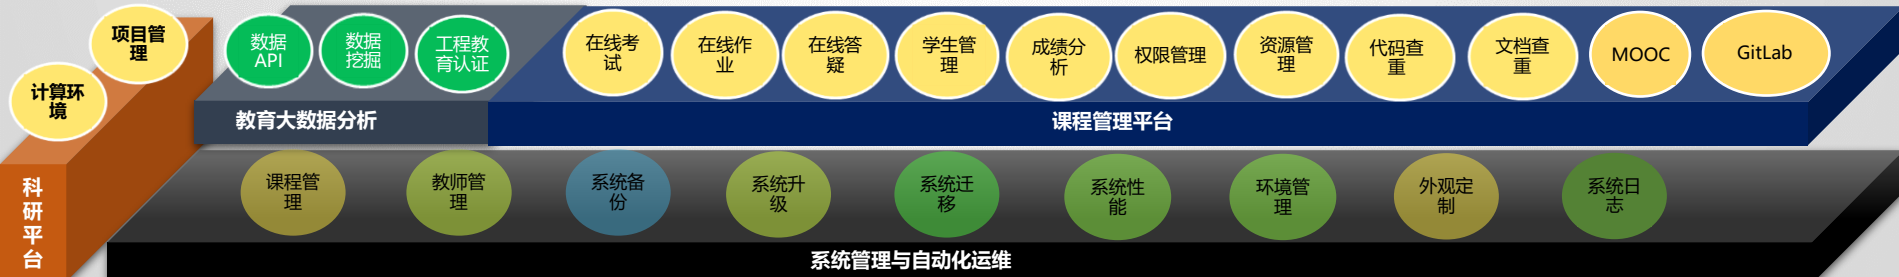 项目管
理
计算环
境
科
研
平
台
数据
API
数据
挖掘
工程教
育认证
教育大数据分析
在线考
试
在线作
业
在线答
疑
学生管
理
成绩分
析
权限管理
资源管
理
代码查
重
文档查
重
MOOC
GitLab
课程管理平台
课程管
理
教师管
理
系统备
份
系统升
级
系统迁
移
系统性
能
环境管
理
外观定
制
系统日
志
系统管理与自动化运维